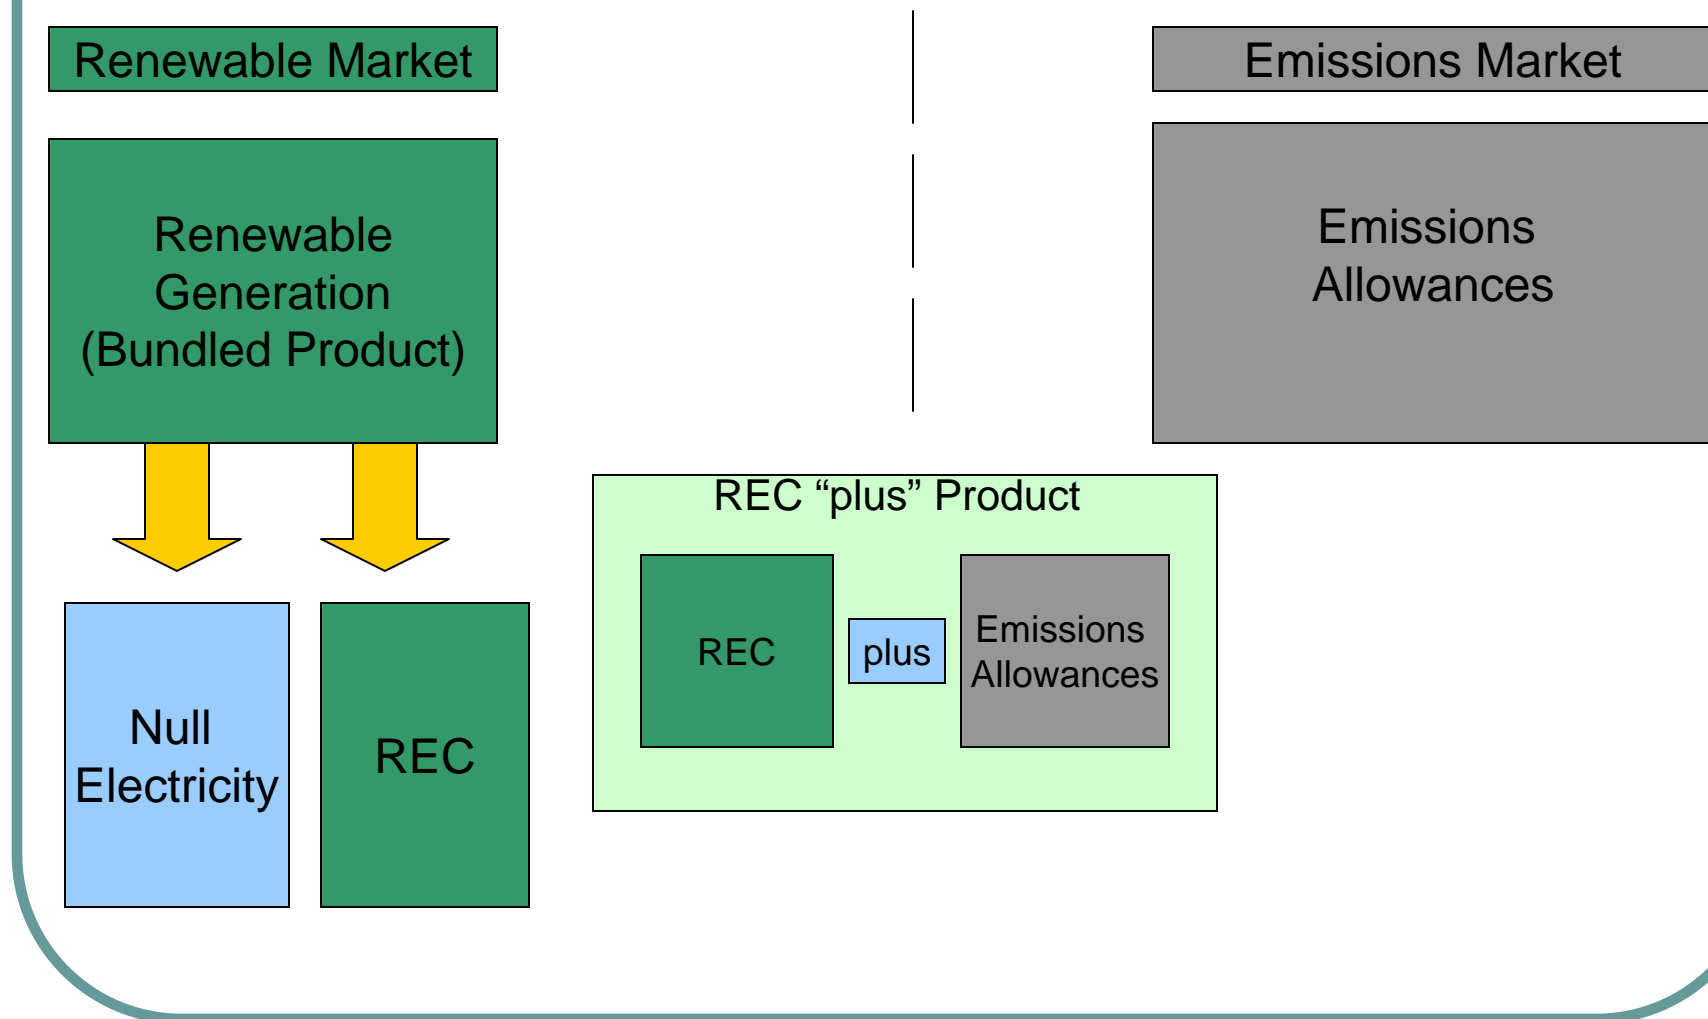 Renewable Market
Emissions Market
Renewable
Generation
(Bundled Product)
Emissions
Allowances
REC “plus” Product
REC
plus
Emissions
Allowances
Null
Electricity
REC